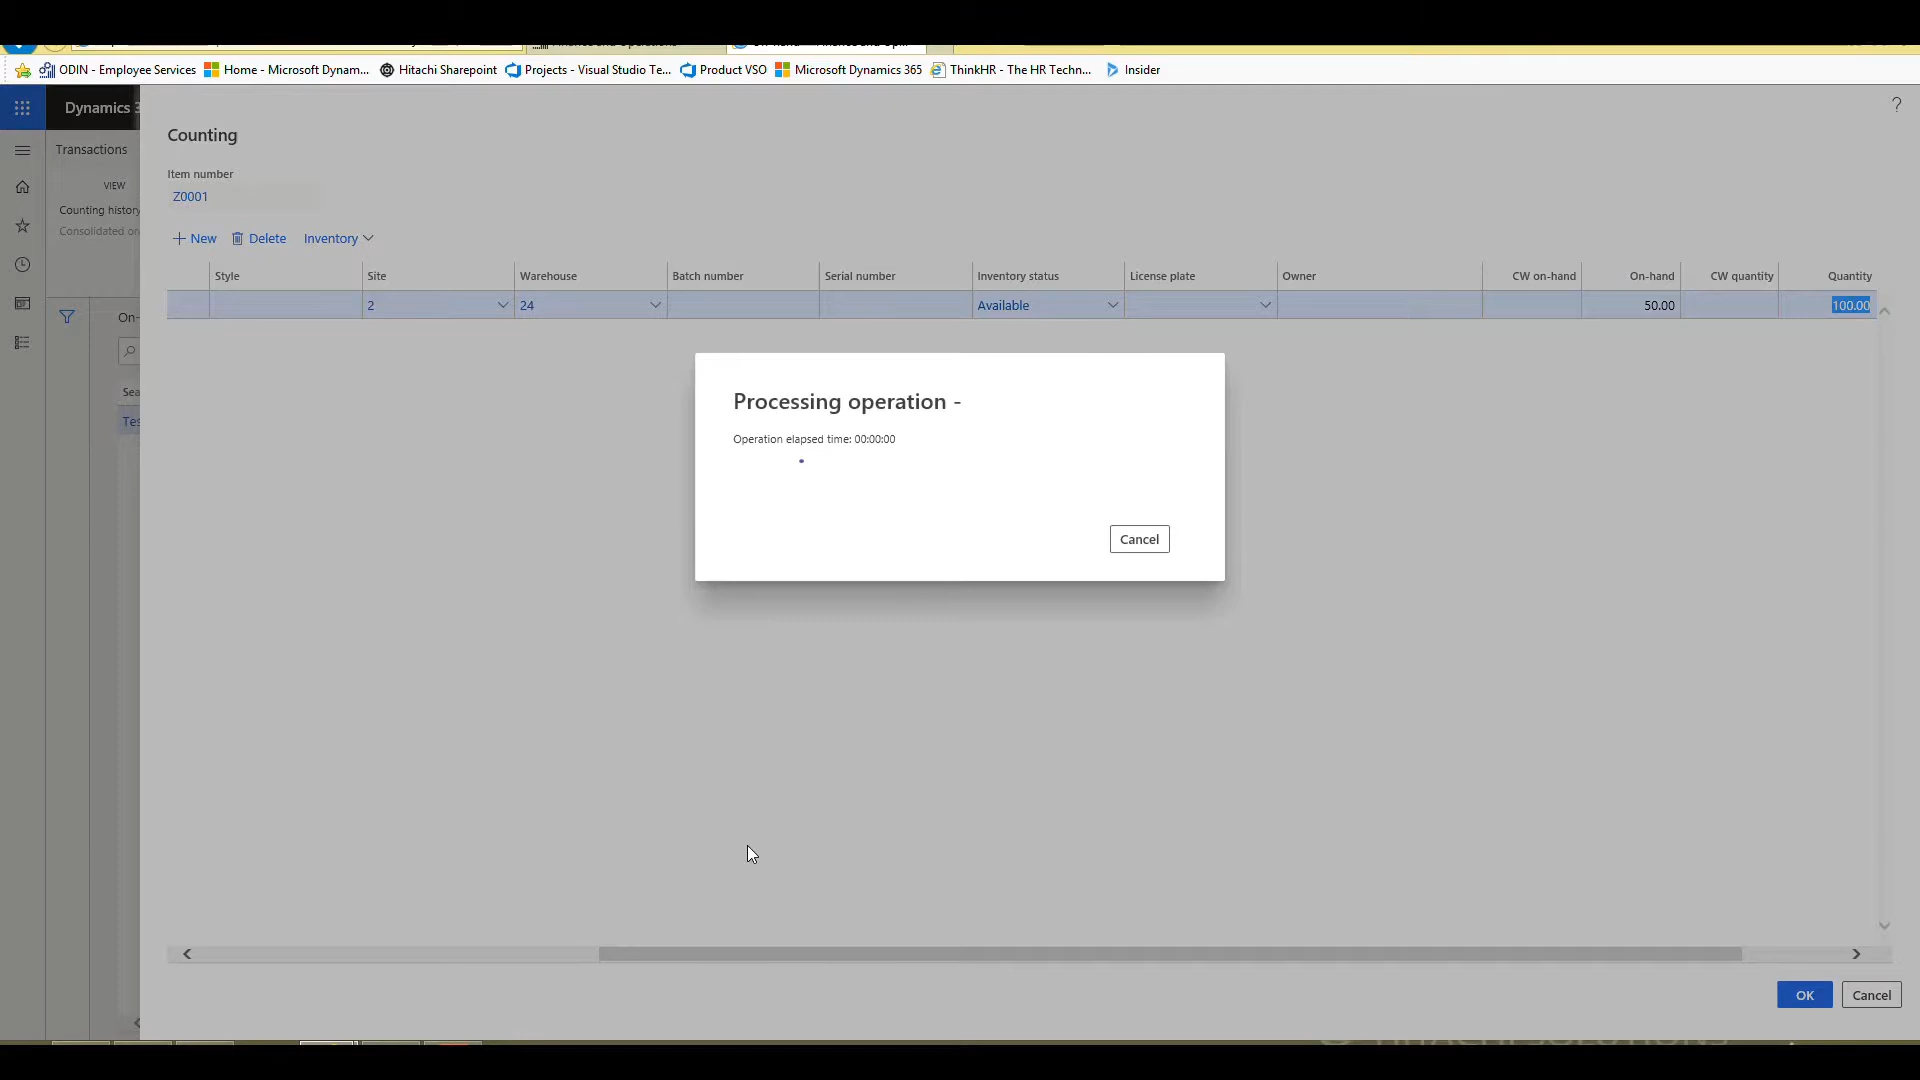 ODIN - Employee Services Home - Microsoft Dynam... Hitachi Sharepoint Projects - Visual Studio Te... Product VSO Microsoft Dynamics 365 ThinkHR - The HR Techn... Insider
Dynamics 3
?
Counting
Transactions
Item number
VIEW
Z0001
Counting history
Consolidated on
+ New Delete Inventory
Style Site Warehouse Batch number Serial number Inventory status License plate Owner CW on-hand On-hand CW quantity Quantity
2 24 Available 50.00 100.00
On-
Sea
Tes
Processing operation -
Operation elapsed time: 00:00:00
Cancel
OK Cancel